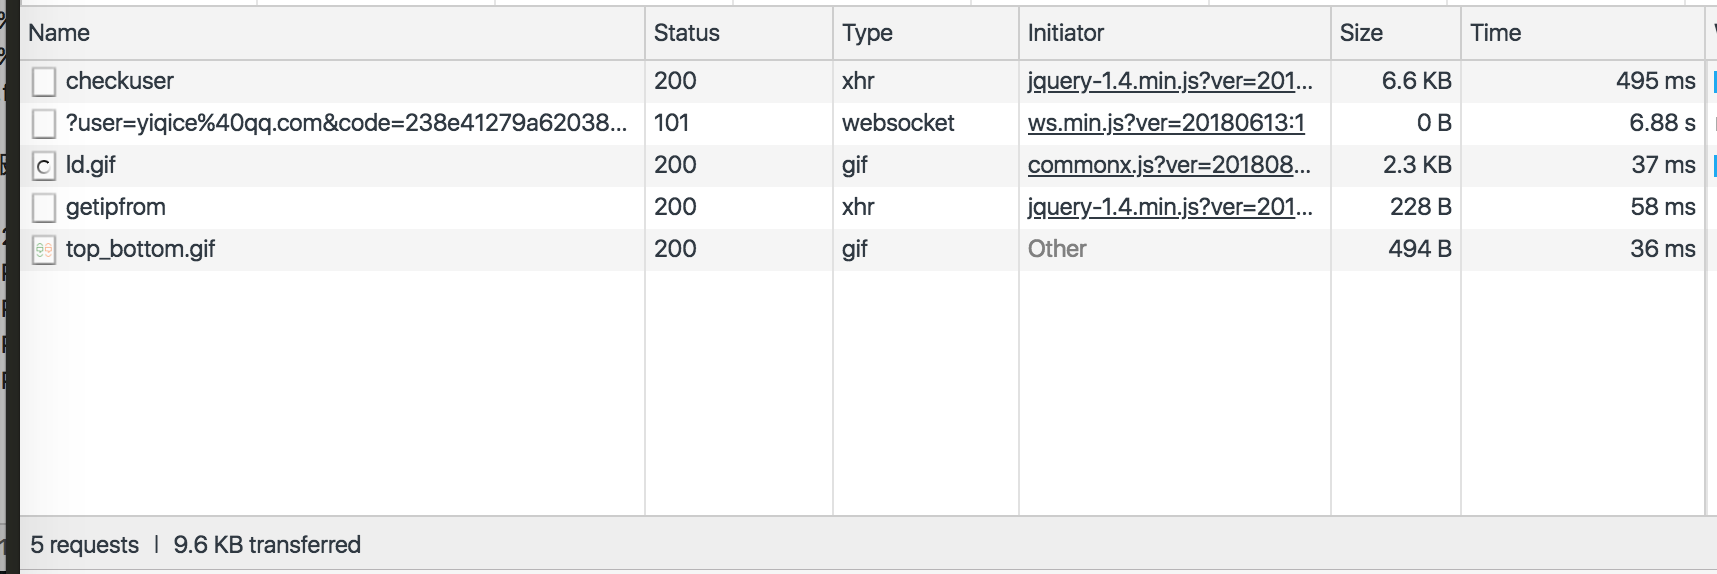 Name Status Type Initiator Size Time
checkuser 200 xhr jquery-1.4.min.js?ver=201... 6.6 KB 495 ms
?user=yiqice%40qq.com&code=238e41279a62038... 101 websocket ws.min.js?ver=20180613:1 0 B 6.88 s
ld.gif 200 gif commonx.js?ver=201808... 2.3 KB 37 ms
getipfrom 200 xhr jquery-1.4.min.js?ver=201... 228 B 58 ms
top_bottom.gif 200 gif Other 494 B 36 ms
5 requests | 9.6 KB transferred